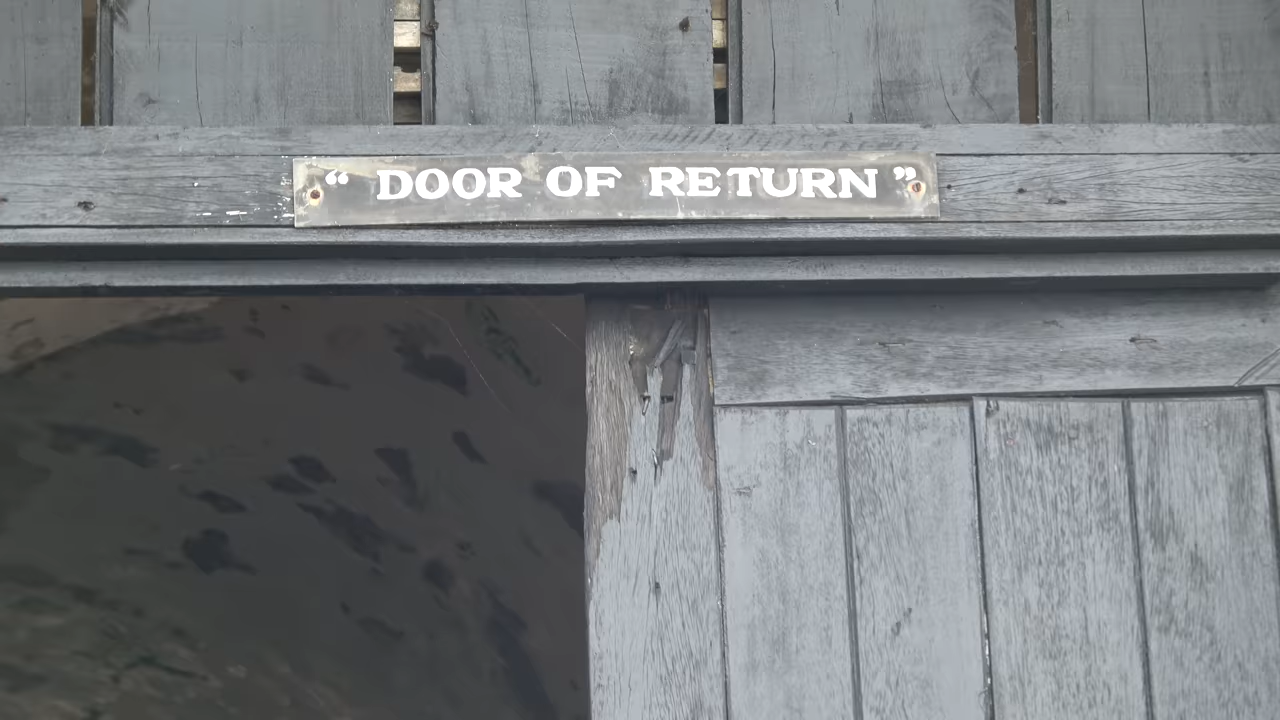 “ DOOR OF RETURN ”